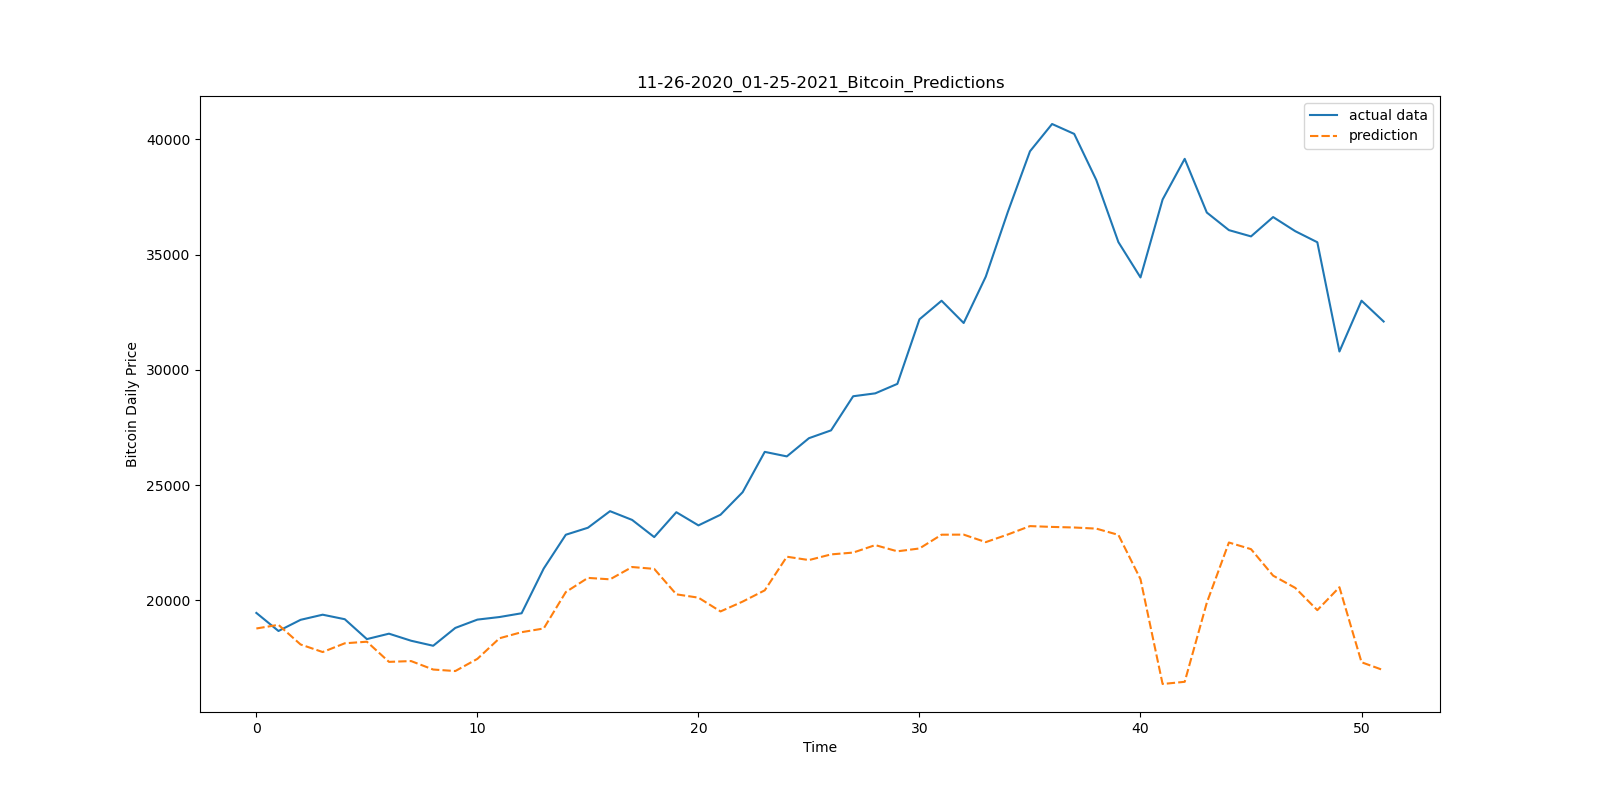 11-26-2020_01-25-2021_Bitcoin_Predictions
actual data
prediction
Bitcoin Daily Price
40000
35000
30000
25000
20000
0 10 20 30 40 50
Time